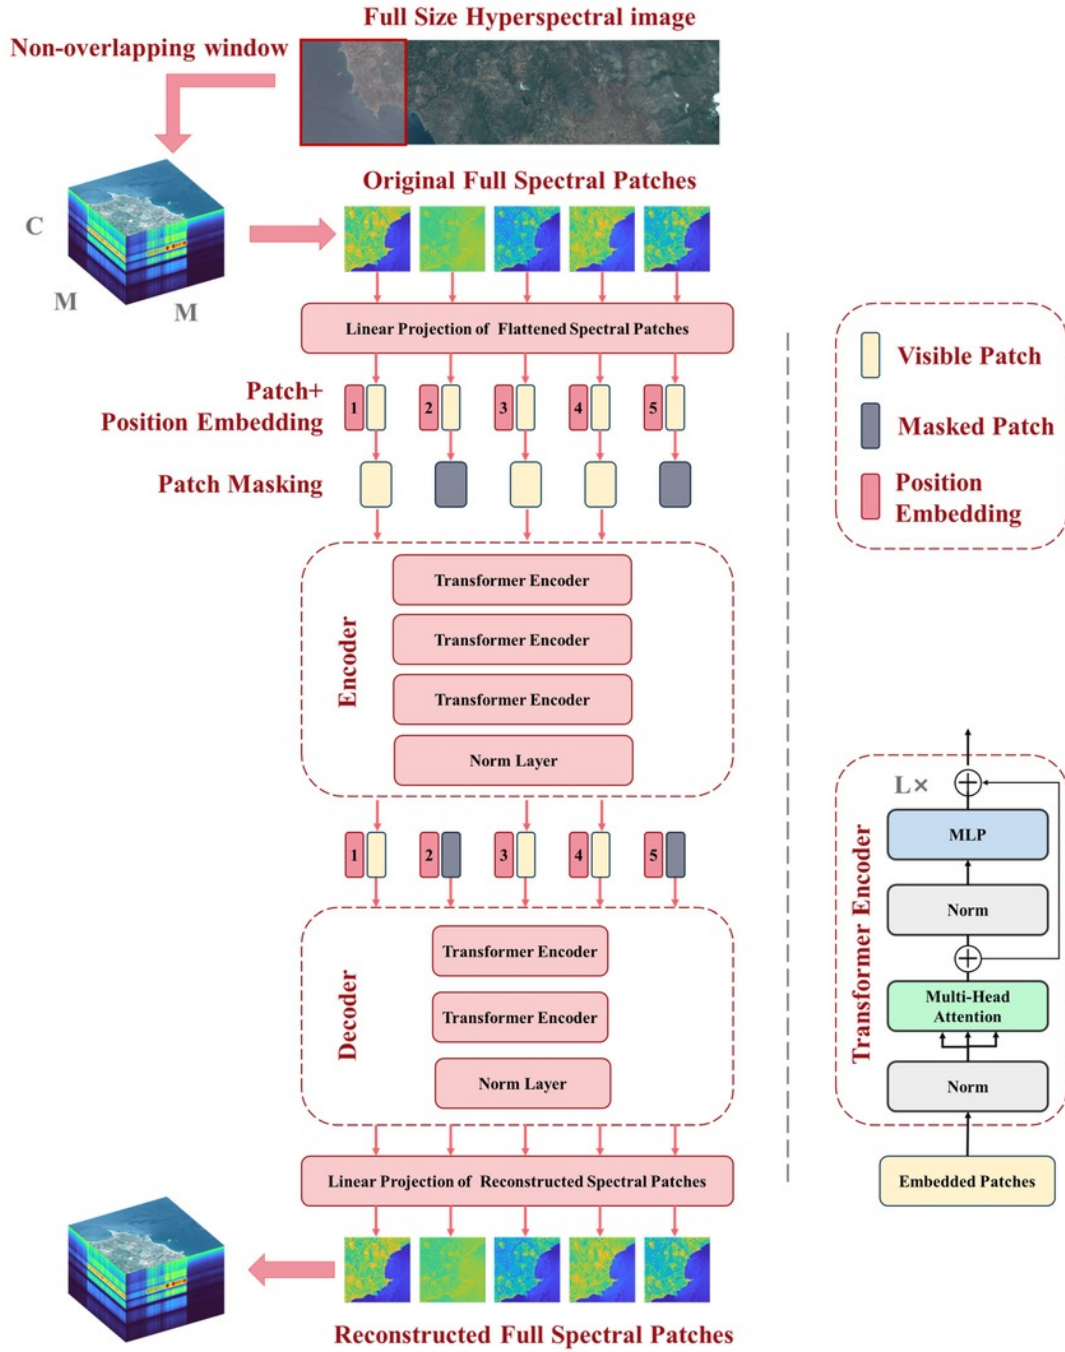 Full Size Hyperspectral image
Non-overlapping window
Original Full Spectral Patches
C
M
M
Linear Projection of Flattened Spectral Patches
Patch+
Position Embedding
1
2
3
4
5
Patch Masking
Encoder
Transformer Encoder
Transformer Encoder
Transformer Encoder
Norm Layer
1
2
3
4
5
Decoder
Transformer Encoder
Transformer Encoder
Norm Layer
Linear Projection of Reconstructed Spectral Patches
Reconstructed Full Spectral Patches
Visible Patch
Masked Patch
Position
Embedding
Transformer Encoder
L×
MLP
Norm
Multi-Head
Attention
Norm
Embedded Patches